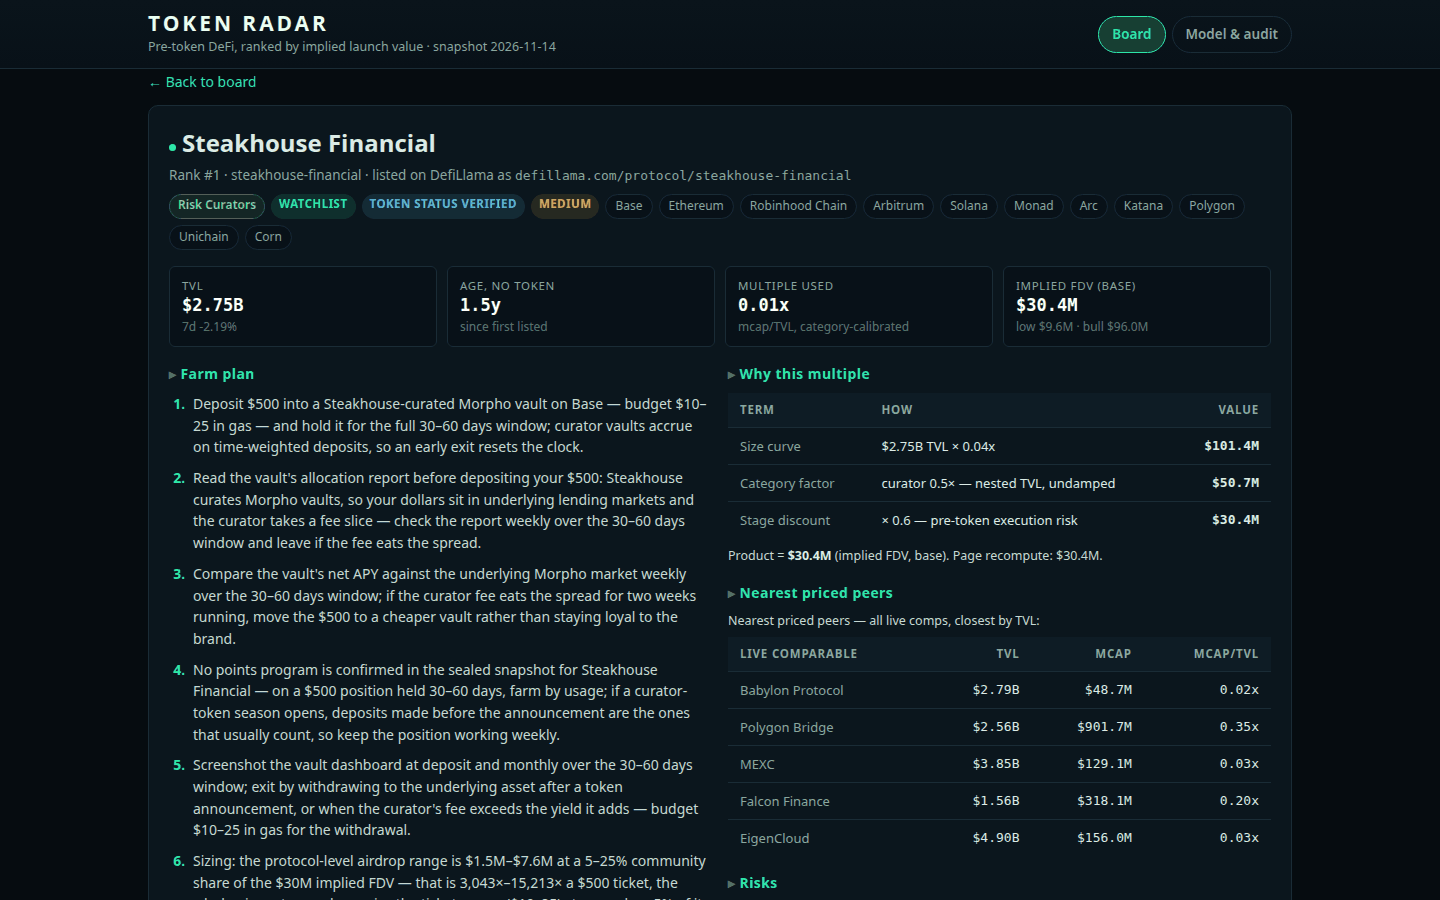 TOKEN RADAR
Pre-token DeFi, ranked by implied launch value · snapshot 2026-11-14
Board
Model & audit
← Back to board
Steakhouse Financial
Rank #1 · steakhouse-financial · listed on DefiLlama as defillama.com/protocol/steakhouse-financial
Risk Curators WATCHLIST TOKEN STATUS VERIFIED MEDIUM Base Ethereum Robinhood Chain Arbitrum Solana Monad Arc Katana Polygon
Unichain Corn
TVL
$2.75B
7d -2.19%
AGE, NO TOKEN
1.5y
since first listed
MULTIPLE USED
0.01x
mcap/TVL, category-calibrated
IMPLIED FDV (BASE)
$30.4M
low $9.6M · bull $96.0M
▸ Farm plan
1. Deposit $500 into a Steakhouse-curated Morpho vault on Base — budget $10–
25 in gas — and hold it for the full 30–60 days window; curator vaults accrue
on time-weighted deposits, so an early exit resets the clock.
2. Read the vault's allocation report before depositing your $500: Steakhouse
curates Morpho vaults, so your dollars sit in underlying lending markets and
the curator takes a fee slice — check the report weekly over the 30–60 days
window and leave if the fee eats the spread.
3. Compare the vault's net APY against the underlying Morpho market weekly
over the 30–60 days window; if the curator fee eats the spread for two weeks
running, move the $500 to a cheaper vault rather than staying loyal to the
brand.
4. No points program is confirmed in the sealed snapshot for Steakhouse
Financial — on a $500 position held 30–60 days, farm by usage; if a curator-
token season opens, deposits made before the announcement are the ones
that usually count, so keep the position working weekly.
5. Screenshot the vault dashboard at deposit and monthly over the 30–60 days
window; exit by withdrawing to the underlying asset after a token
announcement, or when the curator's fee exceeds the yield it adds — budget
$10–25 in gas for the withdrawal.
6. Sizing: the protocol-level airdrop range is $1.5M–$7.6M at a 5–25% community
share of the $30M implied FDV — that is 3,043×–15,213× a $500 ticket, the
▸ Why this multiple
TERM HOW VALUE
Size curve $2.75B TVL × 0.04x $101.4M
Category factor curator 0.5× — nested TVL, undamped $50.7M
Stage discount × 0.6 — pre-token execution risk $30.4M
Product = $30.4M (implied FDV, base). Page recompute: $30.4M.
▸ Nearest priced peers
Nearest priced peers — all live comps, closest by TVL:
LIVE COMPARABLE TVL MCAP MCAP/TVL
Babylon Protocol $2.79B $48.7M 0.02x
Polygon Bridge $2.56B $901.7M 0.35x
MEXC $3.85B $129.1M 0.03x
Falcon Finance $1.56B $318.1M 0.20x
EigenCloud $4.90B $156.0M 0.03x
▸ Risks